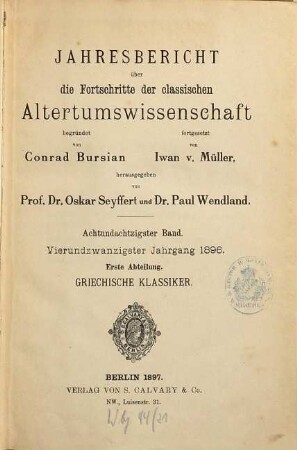 JAHRESBERICHT
über
die Fortschritte der classischen
Altertumswissenschaft
begründet fortgesetzt
von von
Conrad Bursian Iwan v. Müller,
herausgegeben
von
Prof. Dr. Oskar Seyffert und Dr. Paul Wendland.
Achtundachtzigster Band.
Vierundzwanzigster Jahrgang 1896.
Erste Abteilung.
GRIECHISCHE KLASSIKER.
BERLIN 1897.
VERLAG VON S. CALVARY & Co.
NW., Luisenstr. 31.